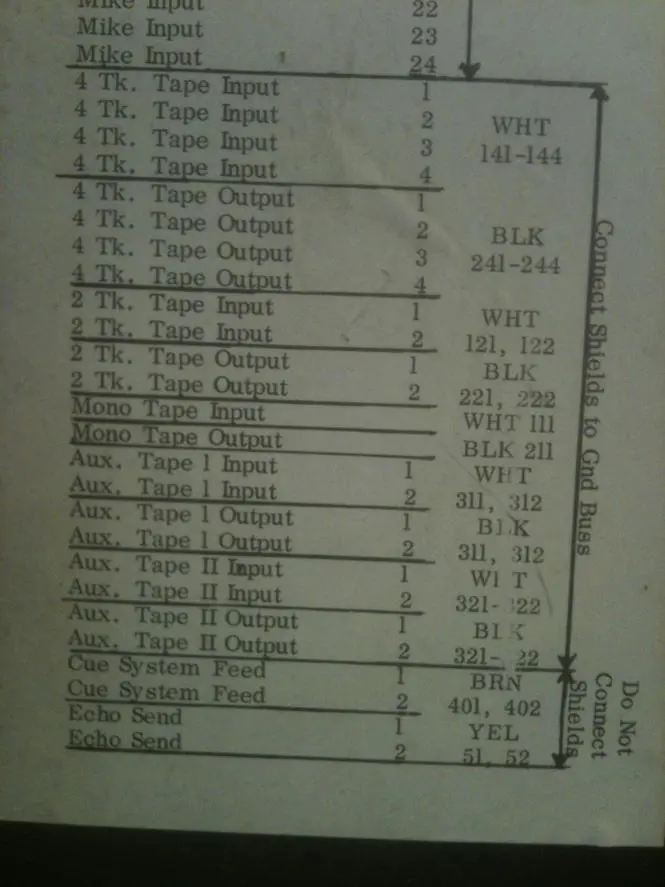 Mike Input 22
Mike Input 23
Mike Input 24
4 Tk. Tape Input 1
4 Tk. Tape Input 2 WHT
4 Tk. Tape Input 3 141-144
4 Tk. Tape Input 4
4 Tk. Tape Output 1
4 Tk. Tape Output 2 BLK
4 Tk. Tape Output 3 241-244
4 Tk. Tape Output 4
2 Tk. Tape Input 1 WHT
2 Tk. Tape Input 2 121, 122
2 Tk. Tape Output 1 BLK
2 Tk. Tape Output 2 221, 222
Mono Tape Input WHT 111
Mono Tape Output BLK 211
Aux. Tape I Input 1 WHT
Aux. Tape I Input 2 311, 312
Aux. Tape I Output 1 BLK
Aux. Tape I Output 2 311, 312
Aux. Tape II Input 1
Aux. Tape II Input 2 321-
Aux. Tape II Output 1
Aux. Tape II Output 2 321-
Cue System Feed 1 BRN
Cue System Feed 2 401, 402
Echo Send 1 YEL
Echo Send 2 51, 52
Connect Shields to Gnd Buss
Do Not
Connect
Shields